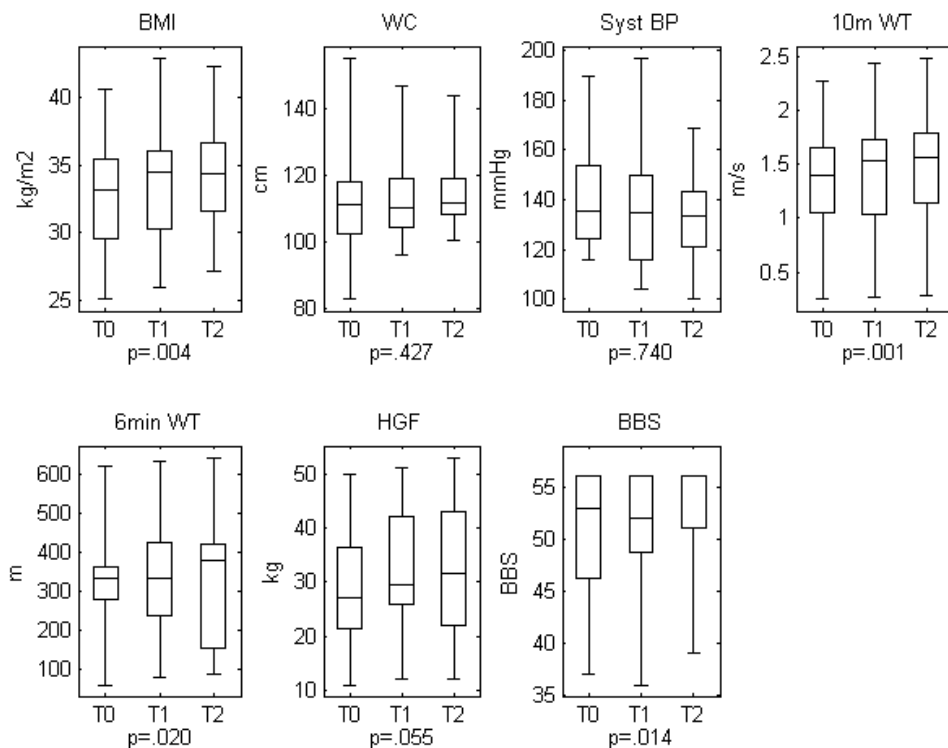 BMI
WC
Syst BP
10m WT
kg/m2
40
35
30
25
T0 T1 T2
p=.004
cm
140
120
100
80
T0 T1 T2
p=.427
mmHg
200
180
160
140
120
100
T0 T1 T2
p=.740
m/s
2.5
2
1.5
1
0.5
T0 T1 T2
p=.001
6min WT
HGF
BBS
m
600
500
400
300
200
100
T0 T1 T2
p=.020
kg
50
40
30
20
10
T0 T1 T2
p=.055
BBS
55
50
45
40
35
T0 T1 T2
p=.014